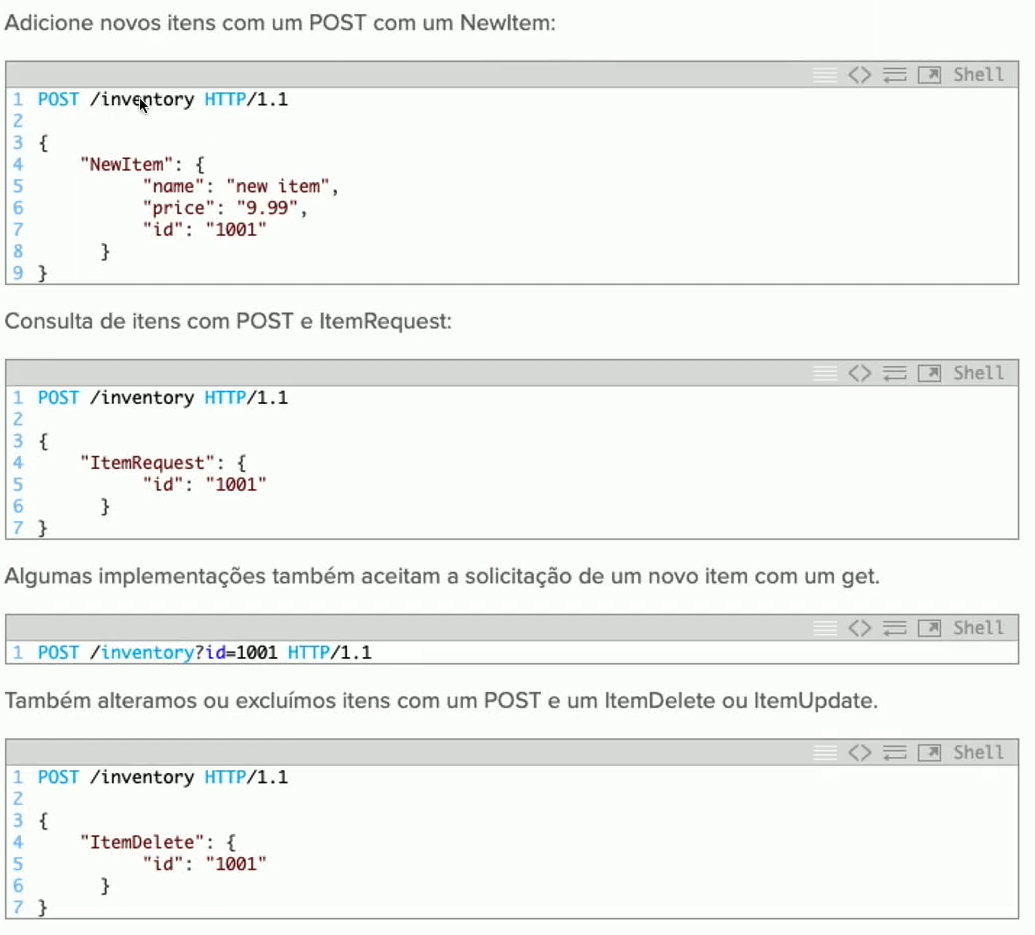 Adicione novos itens com um POST com um NewItem:
Shell
1 POST /inventory HTTP/1.1
2
3 {
4     "NewItem": {
5           "name": "new item",
6           "price": "9.99",
7           "id": "1001"
8       }
9 }
Consulta de itens com POST e ItemRequest:
Shell
1 POST /inventory HTTP/1.1
2
3 {
4     "ItemRequest": {
5           "id": "1001"
6       }
7 }
Algumas implementações também aceitam a solicitação de um novo item com um get.
Shell
1 POST /inventory?id=1001 HTTP/1.1
Também alteramos ou excluímos itens com um POST e um ItemDelete ou ItemUpdate.
Shell
1 POST /inventory HTTP/1.1
2
3 {
4     "ItemDelete": {
5           "id": "1001"
6       }
7 }